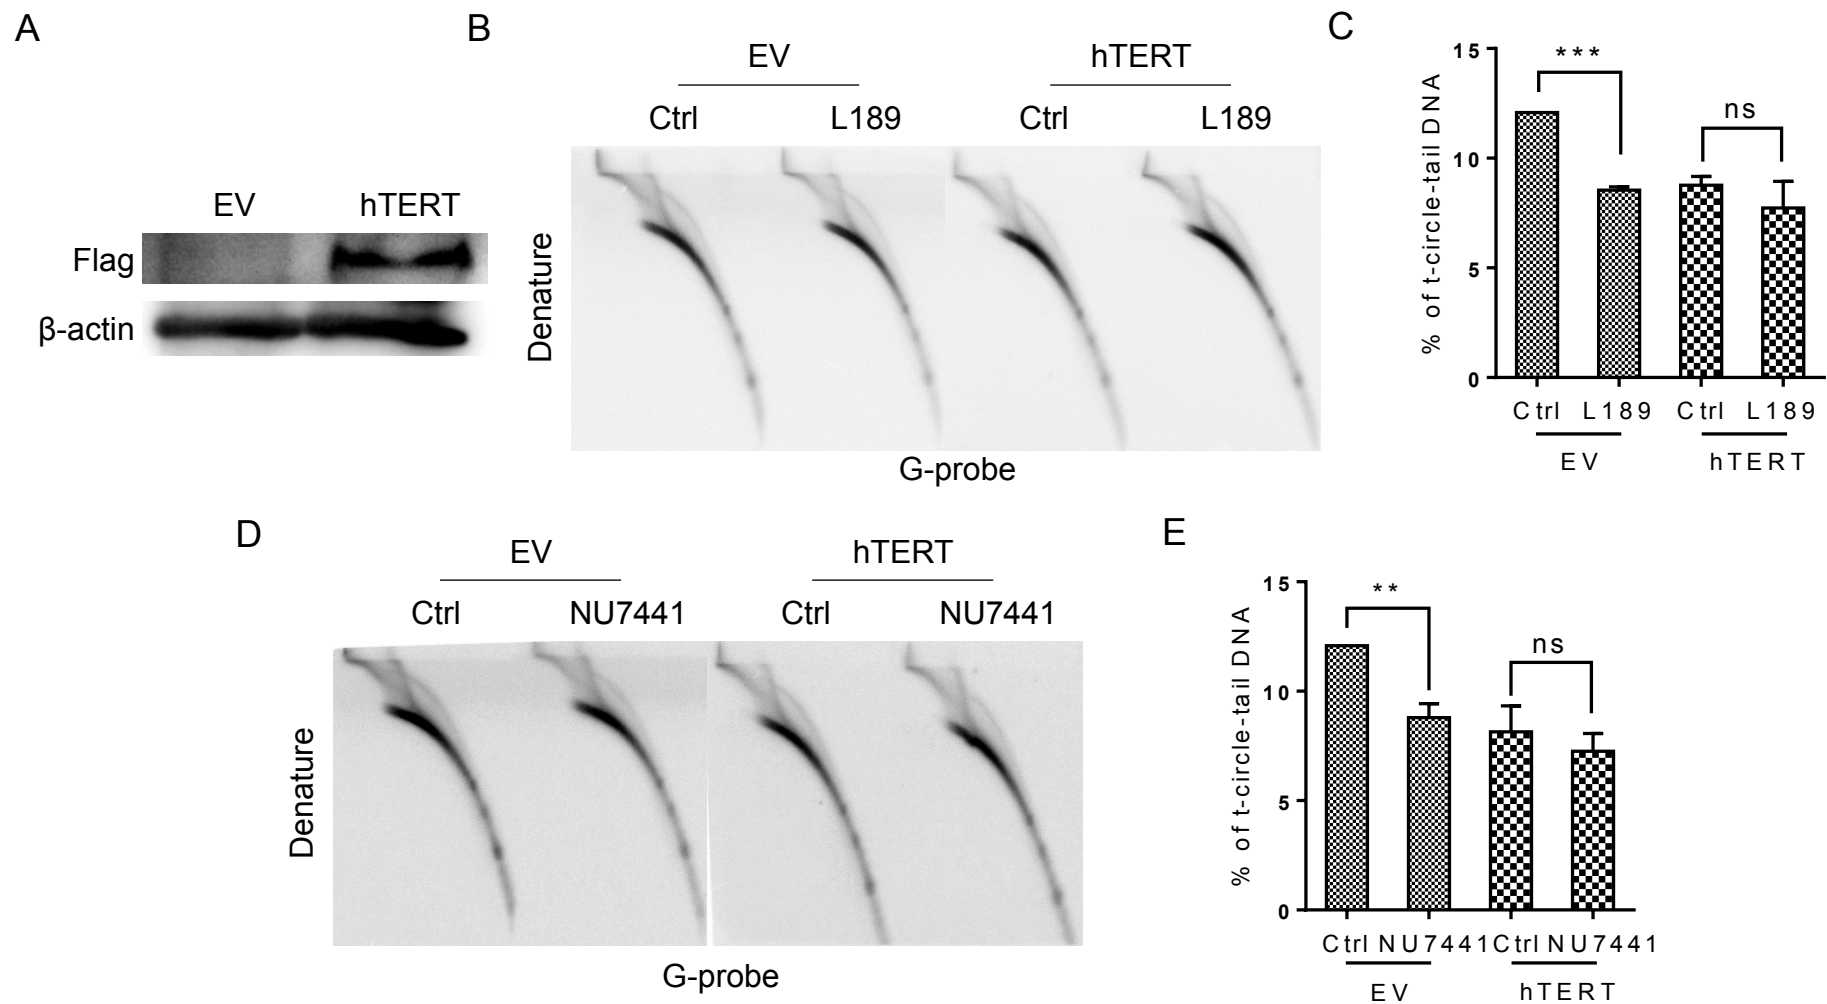 A
EV hTERT
Flag
β-actin
B
EV hTERT
Ctrl L189 Ctrl L189
Denature
G-probe
C
% of t-circle-tail DNA
15
10
5
0
***
ns
Ctrl L189 Ctrl L189
EV hTERT
D
EV hTERT
Ctrl NU7441 Ctrl NU7441
Denature
G-probe
E
% of t-circle-tail DNA
15
10
5
0
**
ns
Ctrl NU7441 Ctrl NU7441
EV hTERT